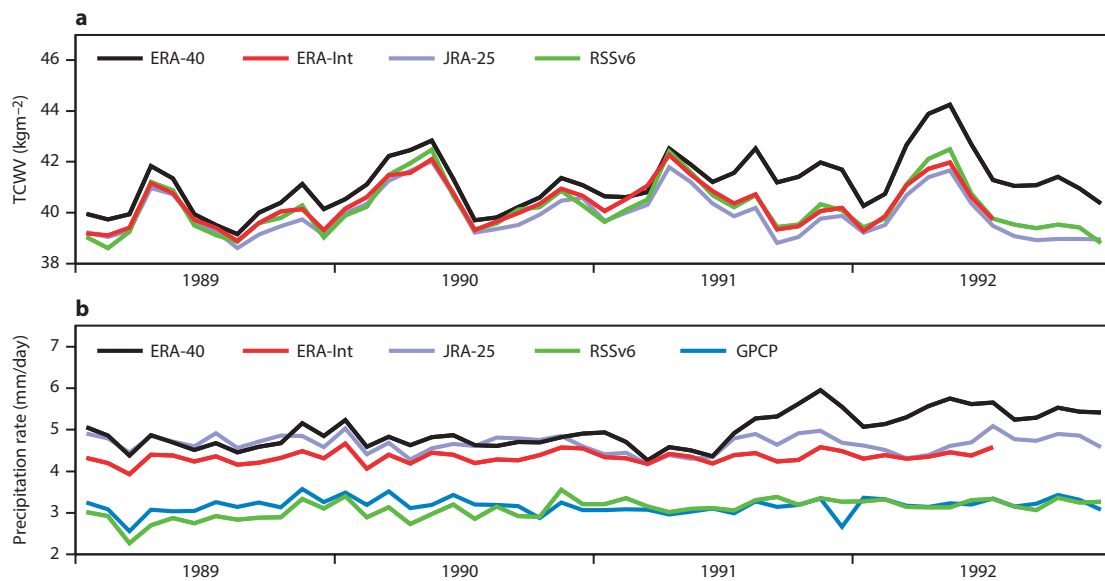 a
TCWV (kgm–2)
46
44
42
40
38
ERA-40 ERA-Int JRA-25 RSSv6
1989 1990 1991 1992
b
Precipitation rate (mm/day)
7
6
5
4
3
2
ERA-40 ERA-Int JRA-25 RSSv6 GPCP
1989 1990 1991 1992